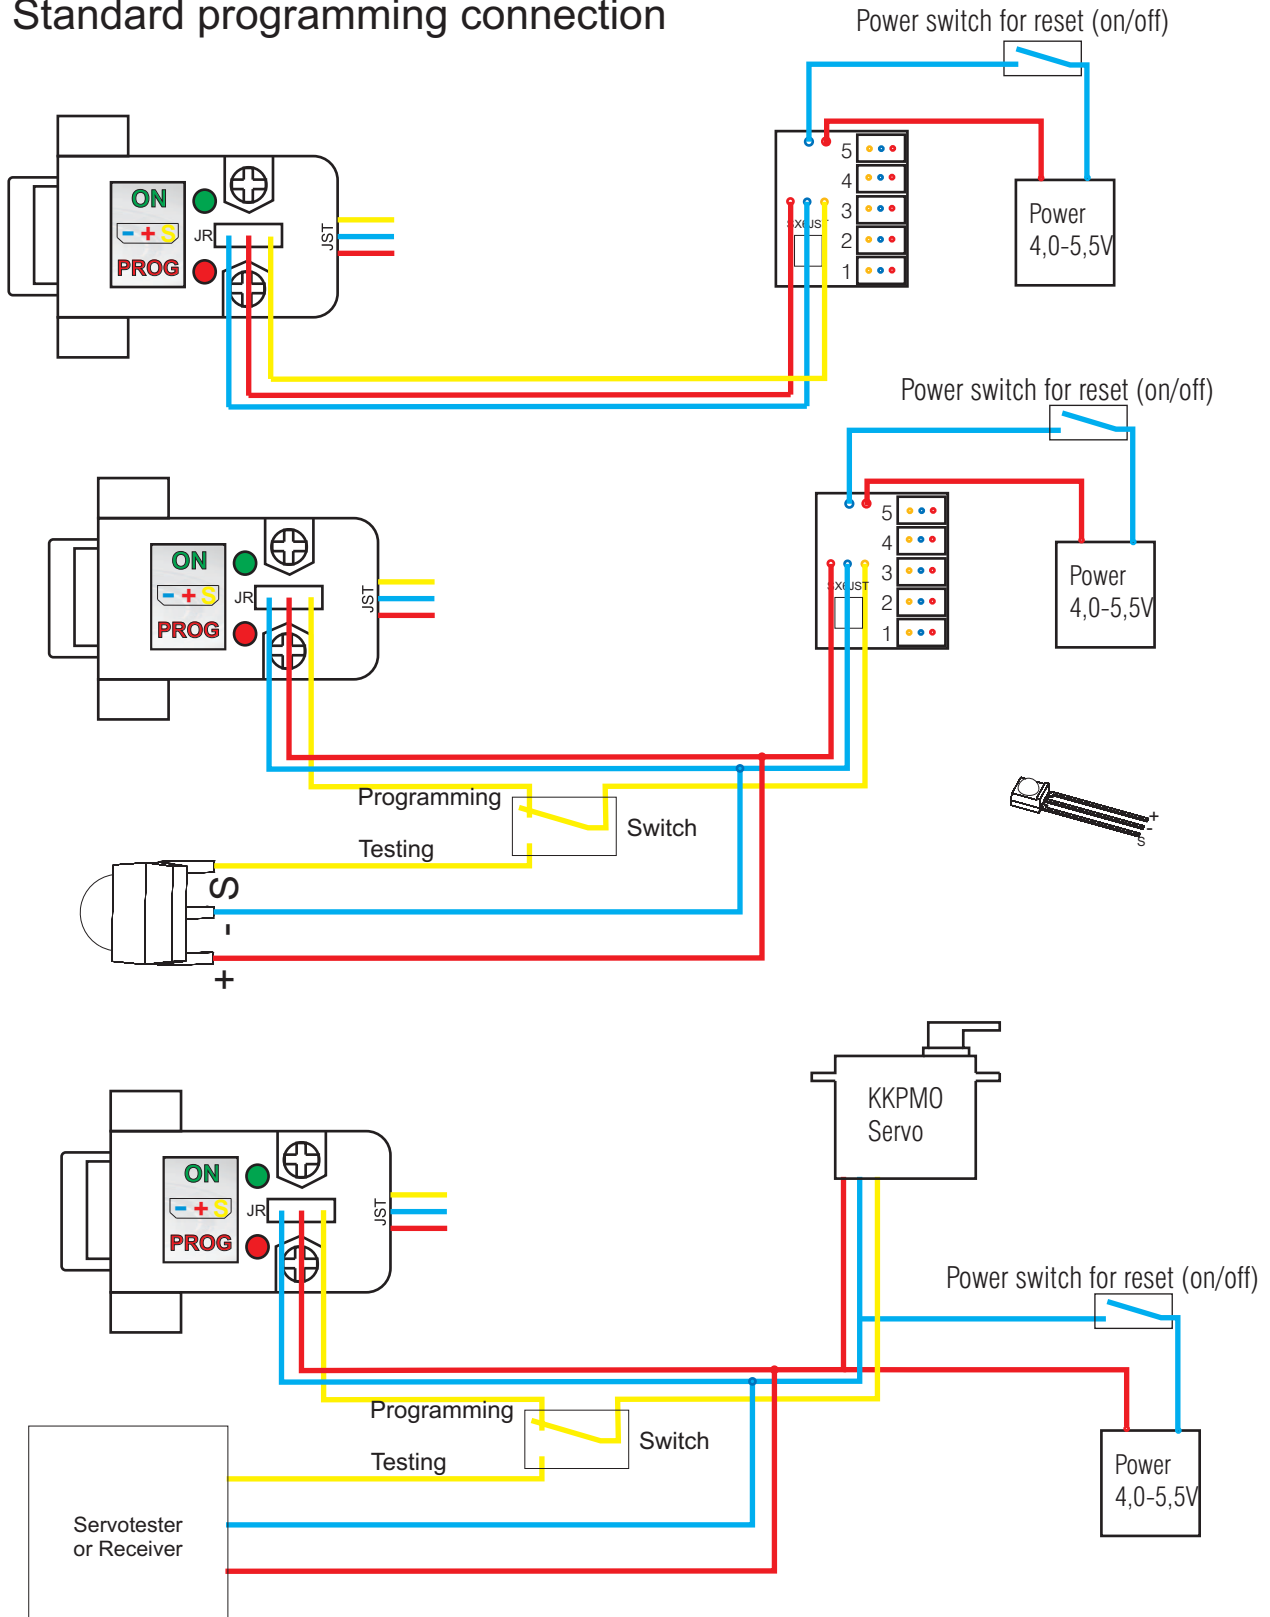 Standard programming connection
Power switch for reset (on/off)
ON
- + S
PROG
JR
JST
5
4
3
2
1
SX6JST
Power
4,0-5,5V
Power switch for reset (on/off)
ON
- + S
PROG
JR
JST
5
4
3
2
1
SX6JST
Power
4,0-5,5V
Programming
Switch
Testing
S
-
+
+
-
S
KKPMO
Servo
ON
- + S
PROG
JR
JST
Power switch for reset (on/off)
Programming
Switch
Testing
Power
4,0-5,5V
Servotester
or Receiver